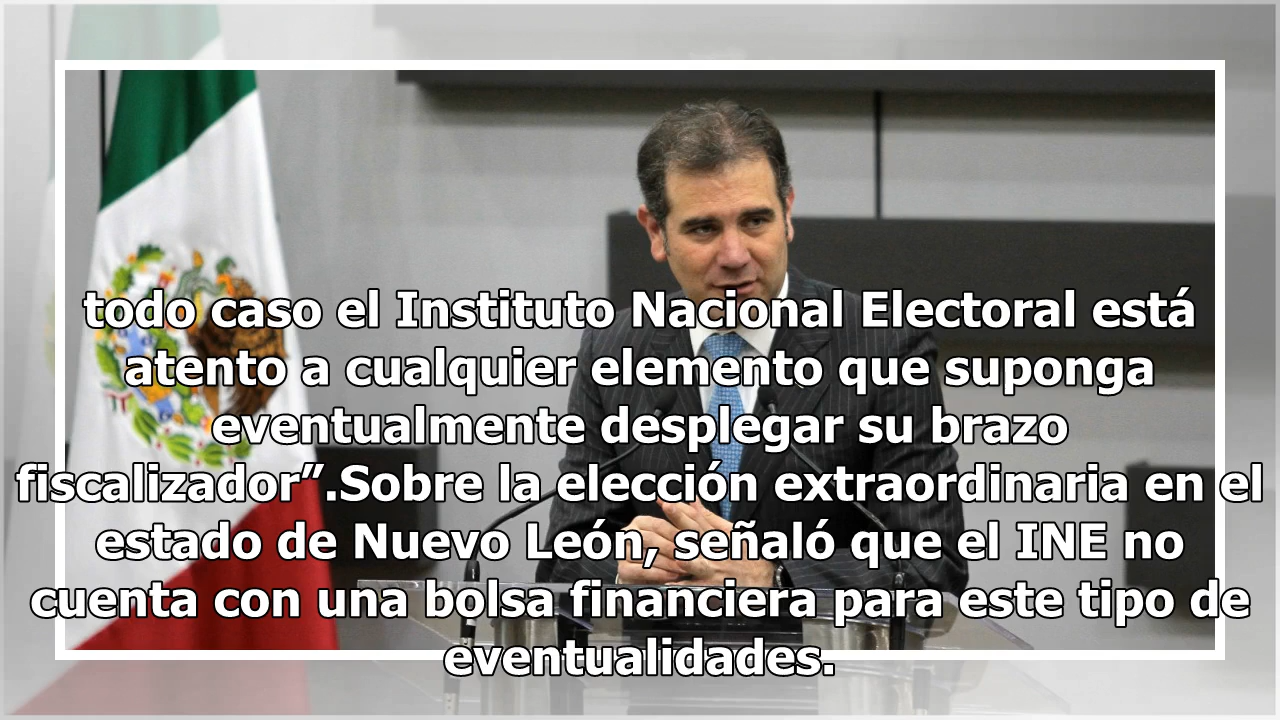 todo caso el Instituto Nacional Electoral está
atento a cualquier elemento que suponga
eventualmente desplegar su brazo
fiscalizador”.Sobre la elección extraordinaria en el
estado de Nuevo León, señaló que el INE no
cuenta con una bolsa financiera para este tipo de
eventualidades.